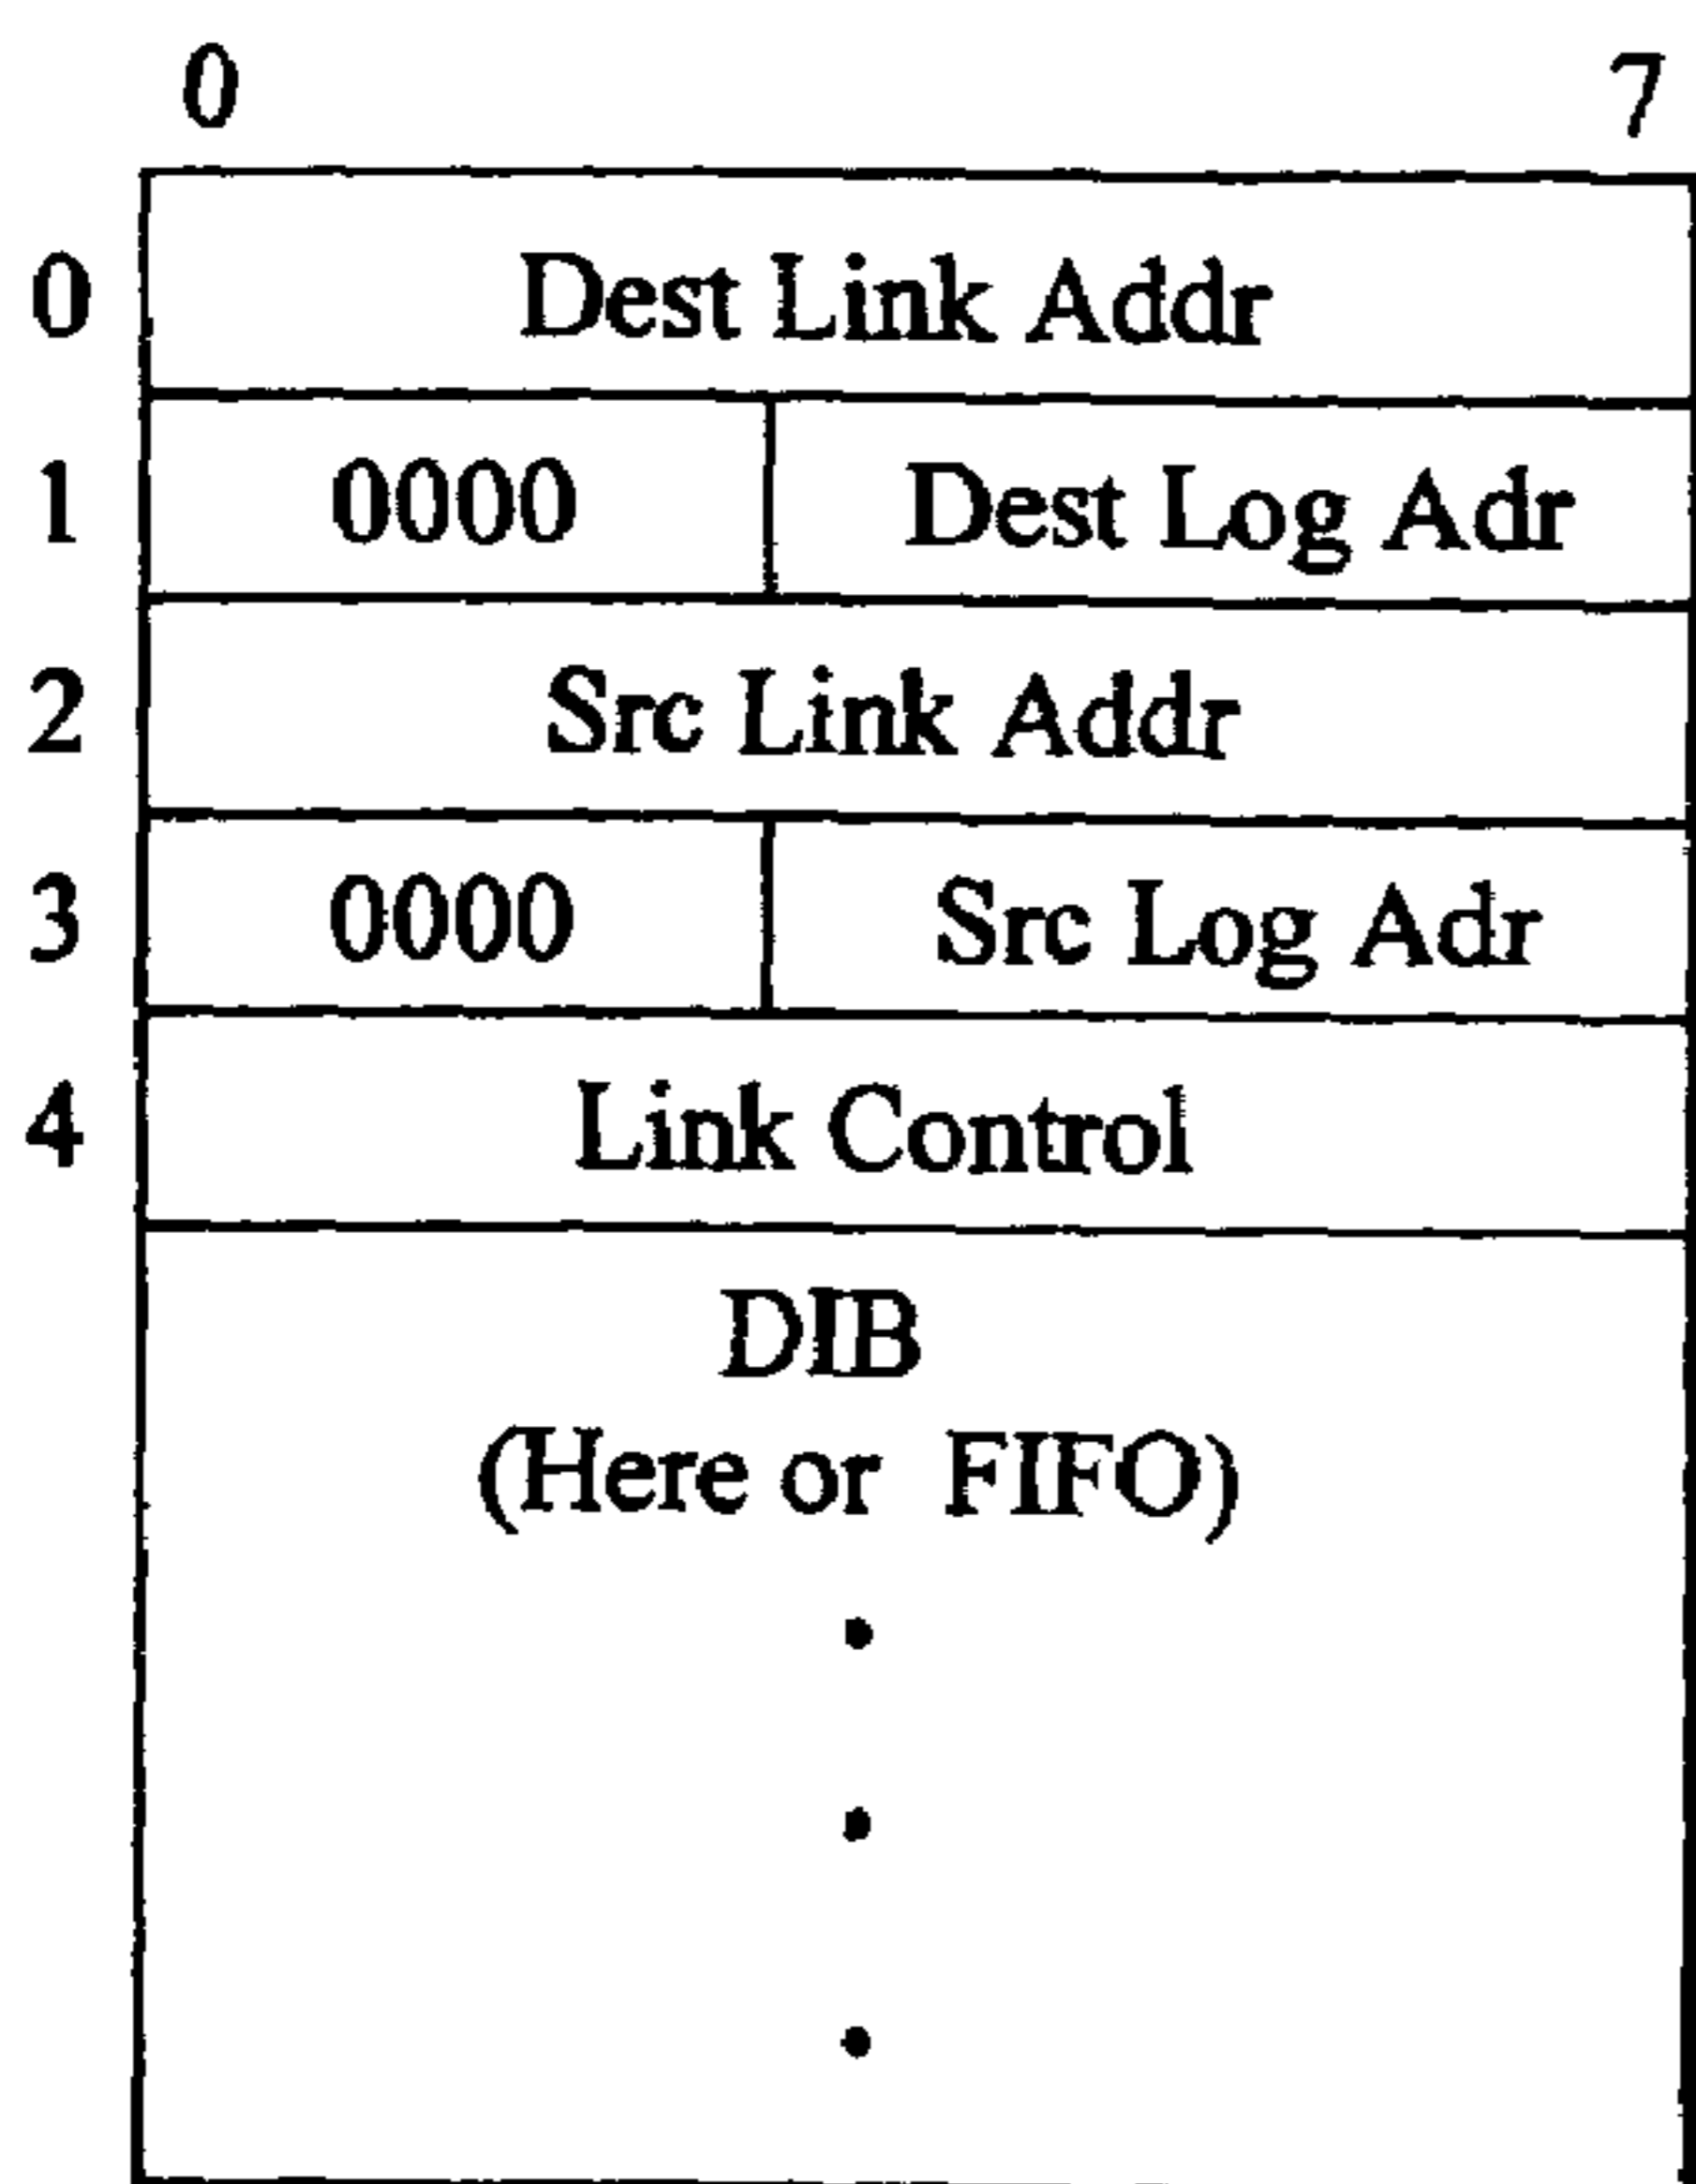 0 7
0 Dest Link Addr
1 0000 Dest Log Adr
2 Src Link Addr
3 0000 Src Log Adr
4 Link Control
DIB
(Here or FIFO)